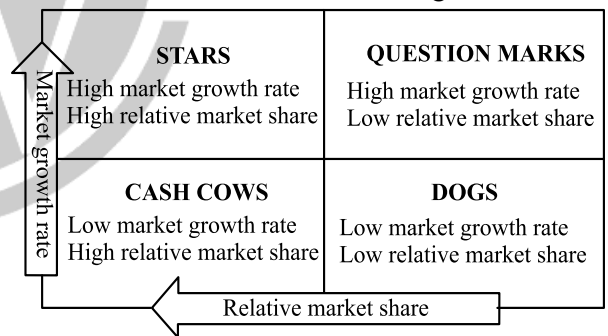 STARS
High market growth rate
High relative market share
QUESTION MARKS
High market growth rate
Low relative market share
CASH COWS
Low market growth rate
High relative market share
DOGS
Low market growth rate
Low relative market share
Market growth rate
Relative market share